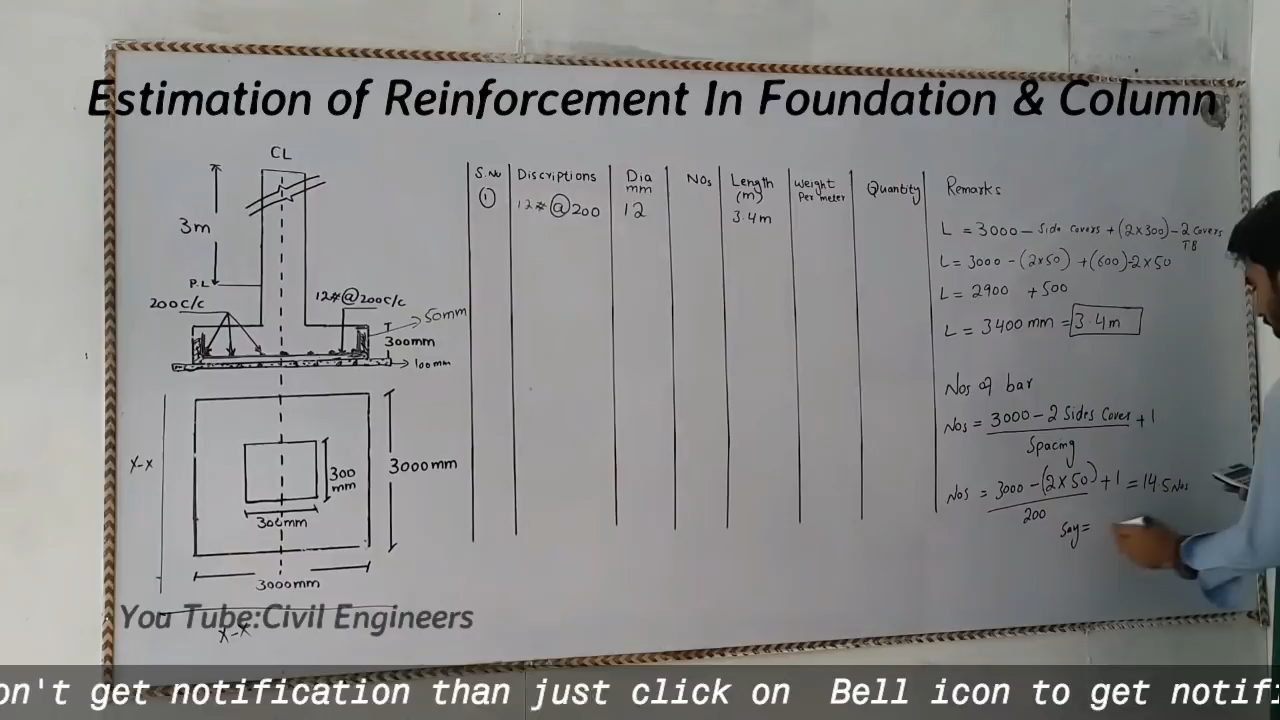 Estimation of Reinforcement In Foundation & Column
CL
3m
P.L
200c/c
12#@200c/c
50mm
300mm
100mm
X-X
300
mm
300mm
3000mm
3000mm
X-X
You Tube:Civil Engineers
S.No
Discriptions
Dia
mm
NOs
Length
(m)
Weight
Per meter
Quantity
Remarks
1
12#@200
12
3.4m
L = 3000 - Side covers + (2x300) - 2 Covers
TB
L = 3000 - (2x50) + (600)-2x50
L = 2900 +500
L = 3400 mm = 3.4m
Nos of bar
Nos = 3000 - 2 Sides Cover + 1
Spacing
Nos = 3000 - (2x50) + 1 = 14.5Nos
200
Say=
on't get notification than just click on Bell icon to get notifi